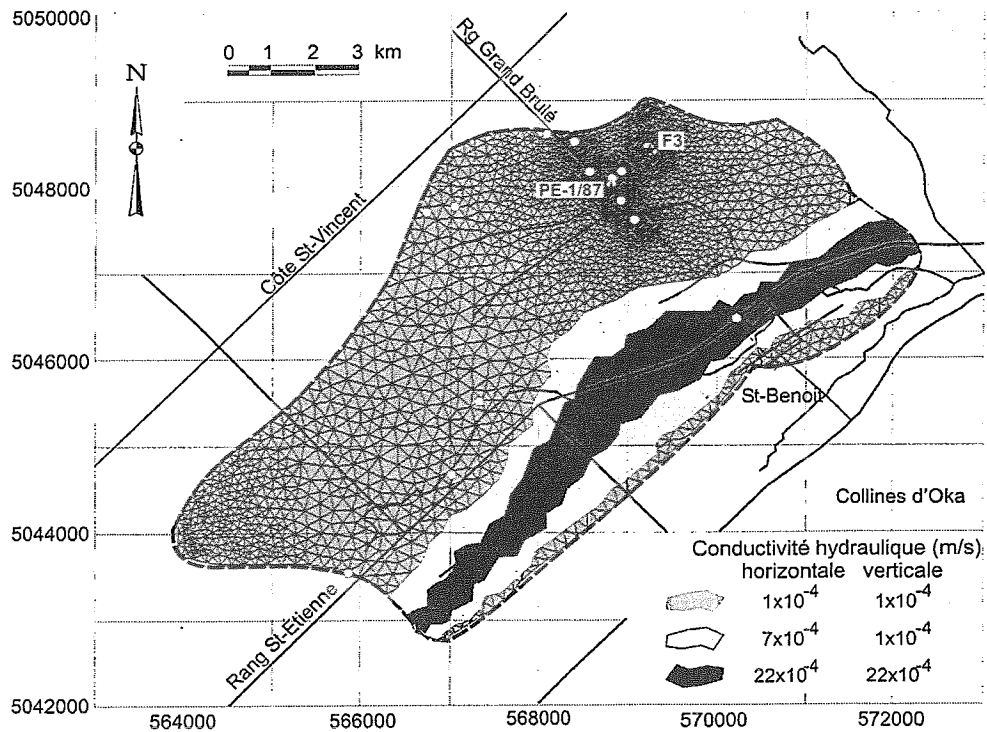 5050000
0 1 2 3 km
Rg Grand Brulé
N
F3
5048000
PE-1/87
Côte St-Vincent
5046000
St-Benoit
Collines d'Oka
5044000
Conductivité hydraulique (m/s)
horizontale verticale
1x10⁻⁴ 1x10⁻⁴
7x10⁻⁴ 1x10⁻⁴
22x10⁻⁴ 22x10⁻⁴
Rang St-Étienne
5042000
564000 566000 568000 570000 572000